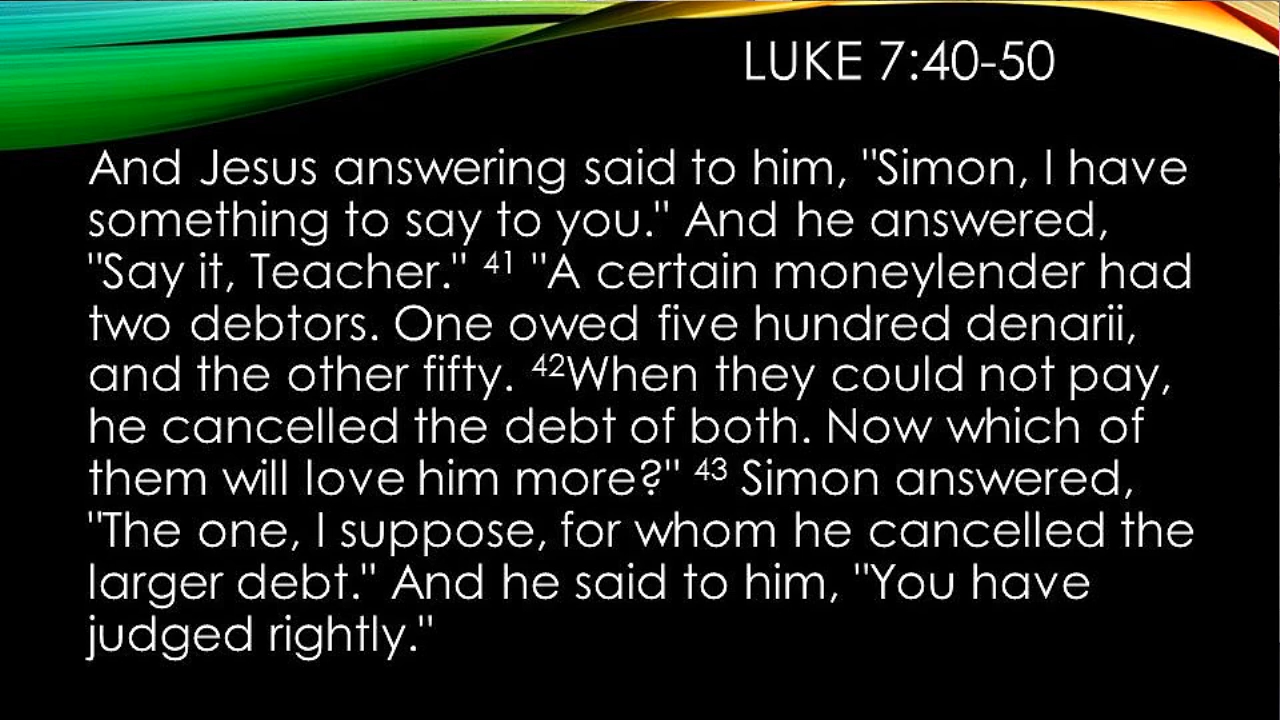 LUKE 7:40-50
And Jesus answering said to him, "Simon, I have
something to say to you." And he answered,
"Say it, Teacher." 41 "A certain moneylender had
two debtors. One owed five hundred denarii,
and the other fifty. 42When they could not pay,
he cancelled the debt of both. Now which of
them will love him more?" 43 Simon answered,
"The one, I suppose, for whom he cancelled the
larger debt." And he said to him, "You have
judged rightly."